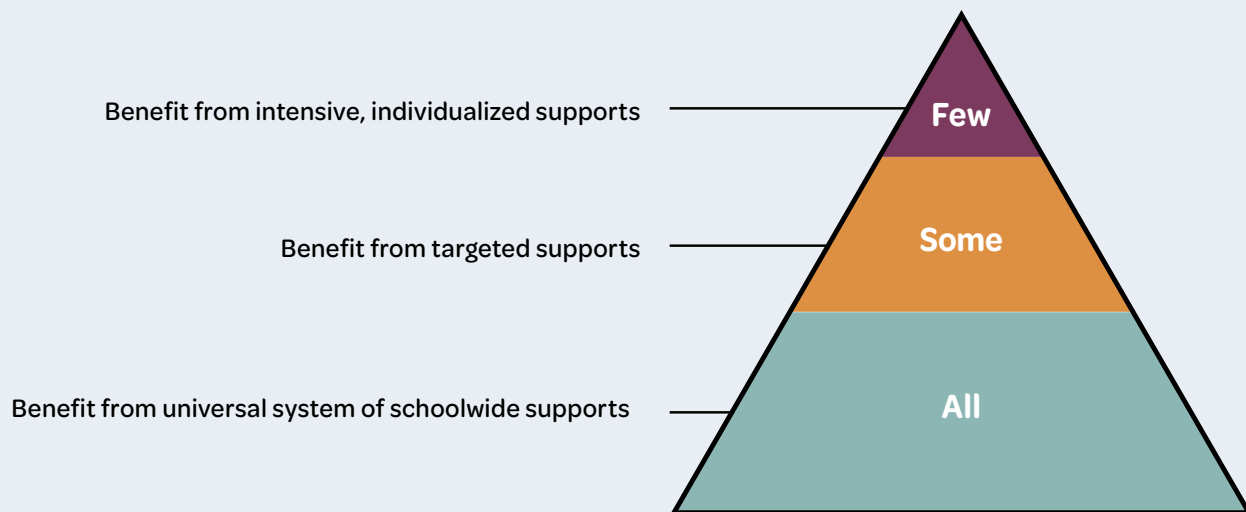 Benefit from intensive, individualized supports
Few
Benefit from targeted supports
Some
Benefit from universal system of schoolwide supports
All